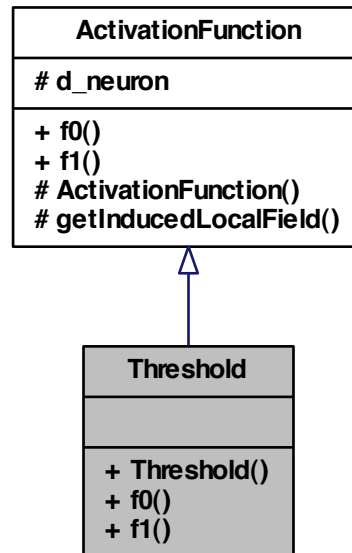 ActivationFunction
# d_neuron
+ f0()
+ f1()
# ActivationFunction()
# getInducedLocalField()
Threshold
+ Threshold()
+ f0()
+ f1()